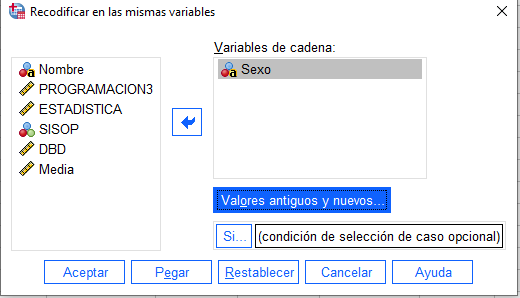 Recodificar en las mismas variables
Variables de cadena:
Nombre
PROGRAMACION3
ESTADISTICA
SISOP
DBD
Media
Sexo
Valores antiguos y nuevos...
Si...
(condición de selección de caso opcional)
Aceptar
Pegar
Restablecer
Cancelar
Ayuda